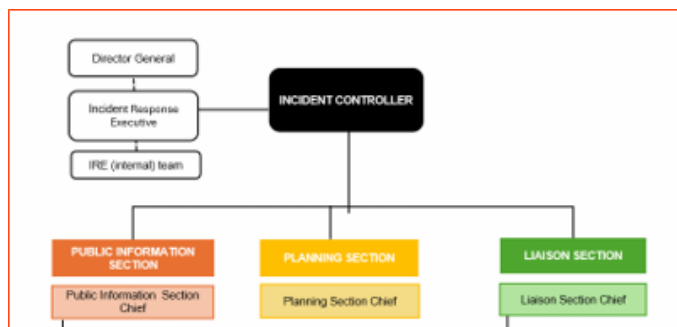 Director General
INCIDENT CONTROLLER
Incident Response
Executive
IRE (internal) team
PUBLIC INFORMATION
SECTION
PLANNING SECTION
LIAISON SECTION
Public Information Section
Chief
Planning Section Chief
Liaison Section Chief